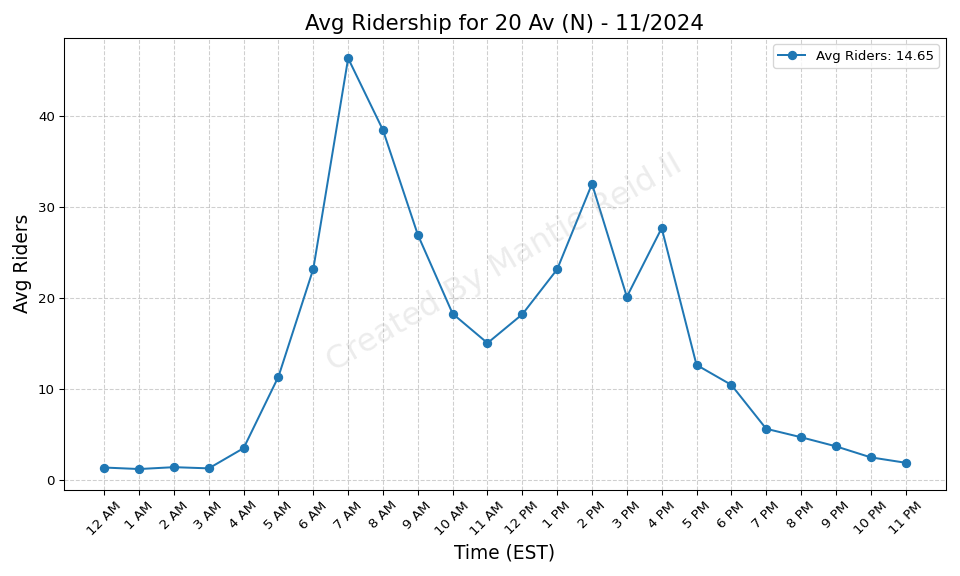 Avg Ridership for 20 Av (N) - 11/2024
Avg Riders: 14.65
Avg Riders
40
30
20
10
0
Created By Mantie Reid II
12 AM
1 AM
2 AM
3 AM
4 AM
5 AM
6 AM
7 AM
8 AM
9 AM
10 AM
11 AM
12 PM
1 PM
2 PM
3 PM
4 PM
5 PM
6 PM
7 PM
8 PM
9 PM
10 PM
11 PM
Time (EST)